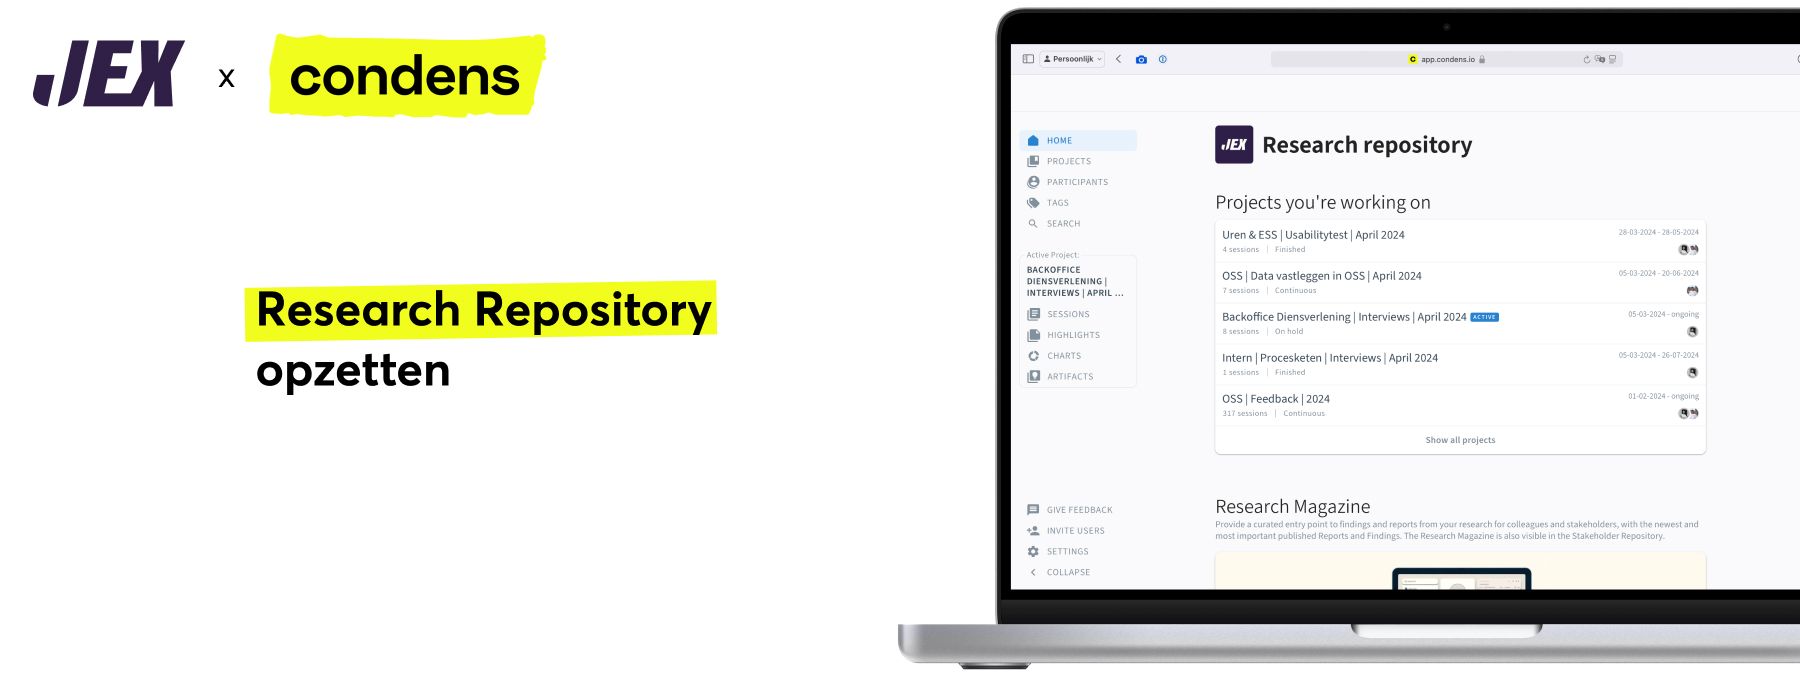 JEX x condens
Research Repository
opzetten
Persoonlijk
app.condens.io
HOME
PROJECTS
PARTICIPANTS
TAGS
SEARCH
Active Project:
BACKOFFICE
DIENSVERLENING |
INTERVIEWS | APRIL ...
SESSIONS
HIGHLIGHTS
CHARTS
ARTIFACTS
GIVE FEEDBACK
INVITE USERS
SETTINGS
COLLAPSE
JEX Research repository
Projects you're working on
Uren & ESS | Usabilitytest | April 2024
28-03-2024 - 28-05-2024
4 sessions | Finished
OSS | Data vastleggen in OSS | April 2024
05-03-2024 - 20-06-2024
7 sessions | Continuous
Backoffice Diensverlening | Interviews | April 2024 ACTIVE
05-03-2024 - ongoing
8 sessions | On hold
Intern | Procesketen | Interviews | April 2024
05-03-2024 - 26-07-2024
1 sessions | Finished
OSS | Feedback | 2024
01-02-2024 - ongoing
317 sessions | Continuous
Show all projects
Research Magazine
Provide a curated entry point to findings and reports from your research for colleagues and stakeholders, with the newest and
most important published Reports and Findings. The Research Magazine is also visible in the Stakeholder Repository.